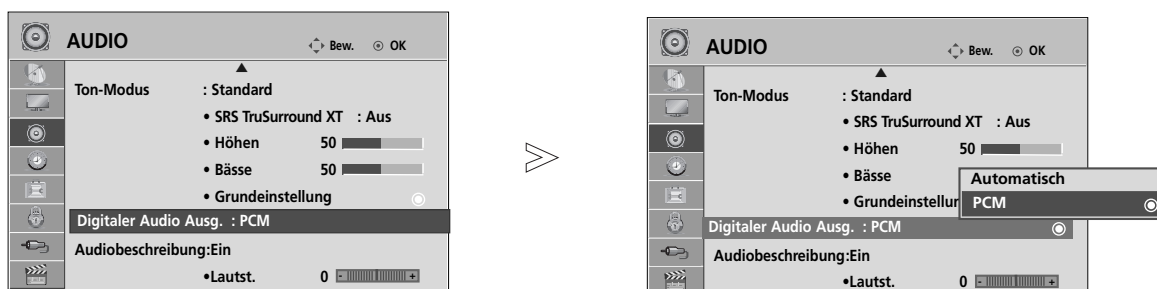 AUDIO Bew. OK
Ton-Modus : Standard
• SRS TruSurround XT : Aus
• Höhen 50
• Bässe 50
• Grundeinstellung
Digitaler Audio Ausg. : PCM
Audiobeschreibung:Ein
•Lautst. 0 - +
>
AUDIO Bew. OK
Ton-Modus : Standard
• SRS TruSurround XT : Aus
• Höhen 50
• Bässe
• Grundeinstellur
Automatisch
PCM
Digitaler Audio Ausg. : PCM
Audiobeschreibung:Ein
•Lautst. 0 - +